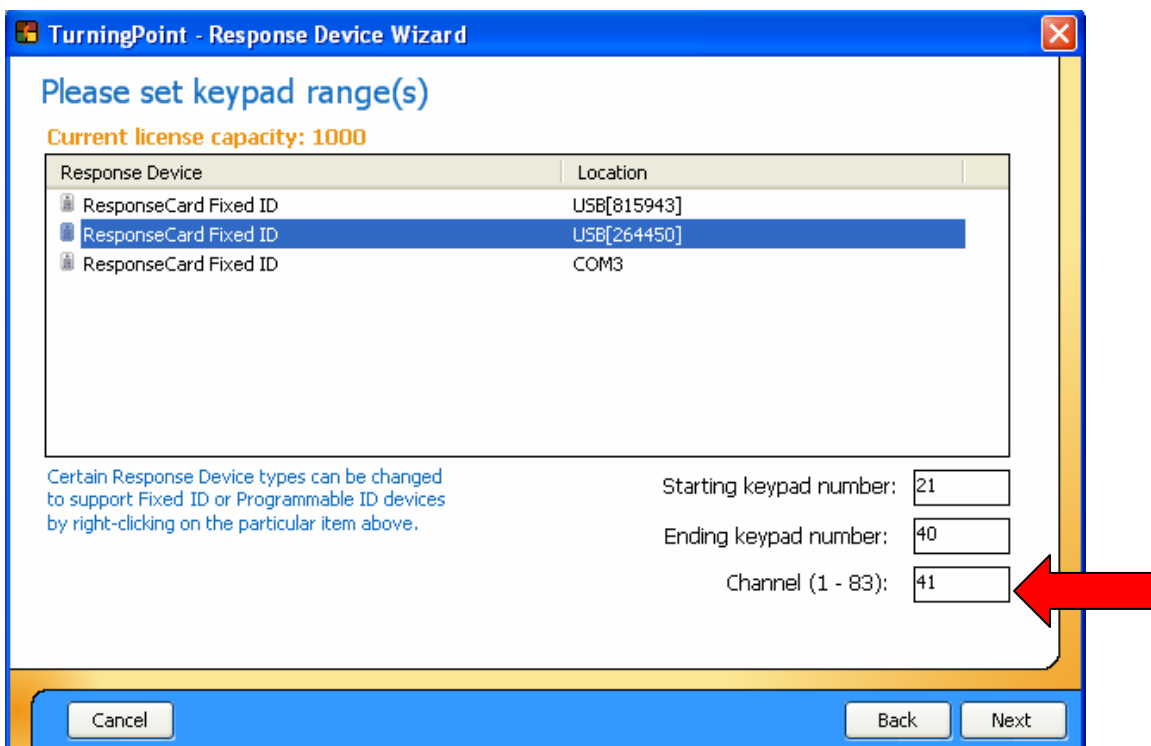 TurningPoint - Response Device Wizard
Please set keypad range(s)
Current license capacity: 1000
Response Device Location
ResponseCard Fixed ID USB[815943]
ResponseCard Fixed ID USB[264450]
ResponseCard Fixed ID COM3
Certain Response Device types can be changed
to support Fixed ID or Programmable ID devices
by right-clicking on the particular item above.
Starting keypad number: 21
Ending keypad number: 40
Channel (1 - 83): 41
Cancel Back Next